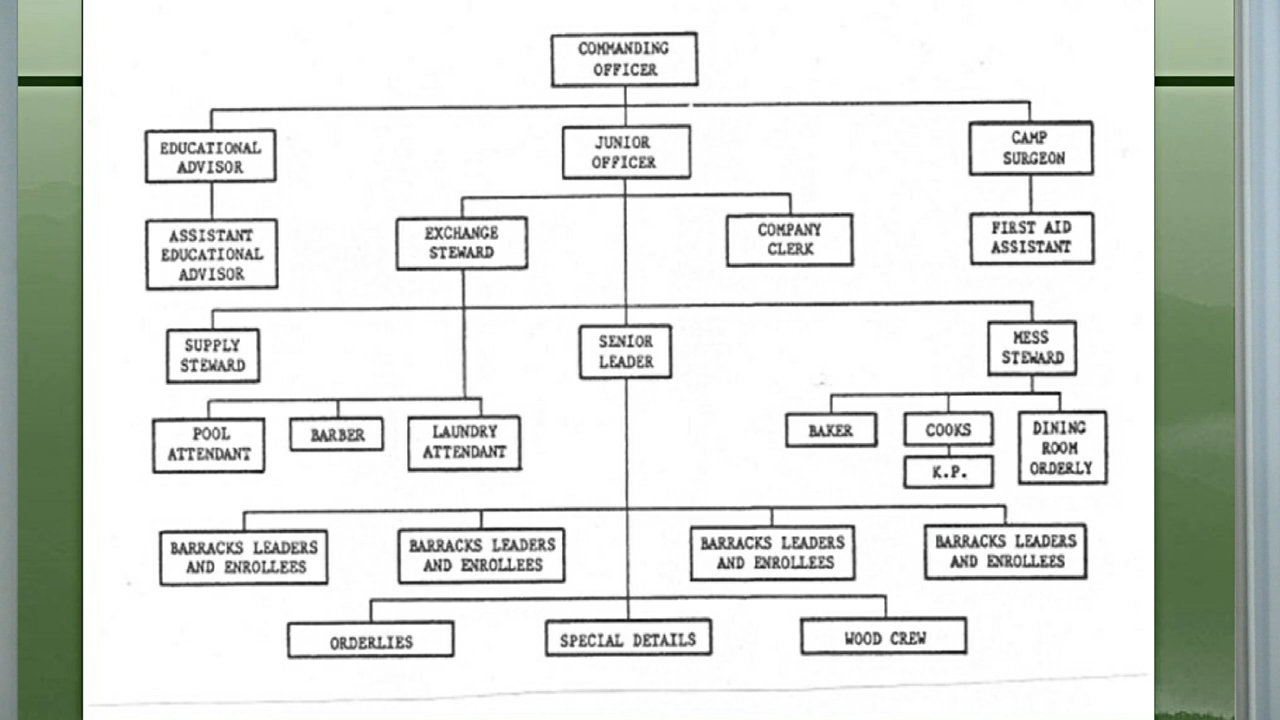 COMMANDING
OFFICER
EDUCATIONAL
ADVISOR
JUNIOR
OFFICER
CAMP
SURGEON
ASSISTANT
EDUCATIONAL
ADVISOR
EXCHANGE
STEWARD
COMPANY
CLERK
FIRST AID
ASSISTANT
SUPPLY
STEWARD
SENIOR
LEADER
MESS
STEWARD
POOL
ATTENDANT
BARBER
LAUNDRY
ATTENDANT
BAKER
COOKS
K.P.
DINING
ROOM
ORDERLY
BARRACKS LEADERS
AND ENROLLEES
BARRACKS LEADERS
AND ENROLLEES
BARRACKS LEADERS
AND ENROLLEES
BARRACKS LEADERS
AND ENROLLEES
ORDERLIES
SPECIAL DETAILS
WOOD CREW